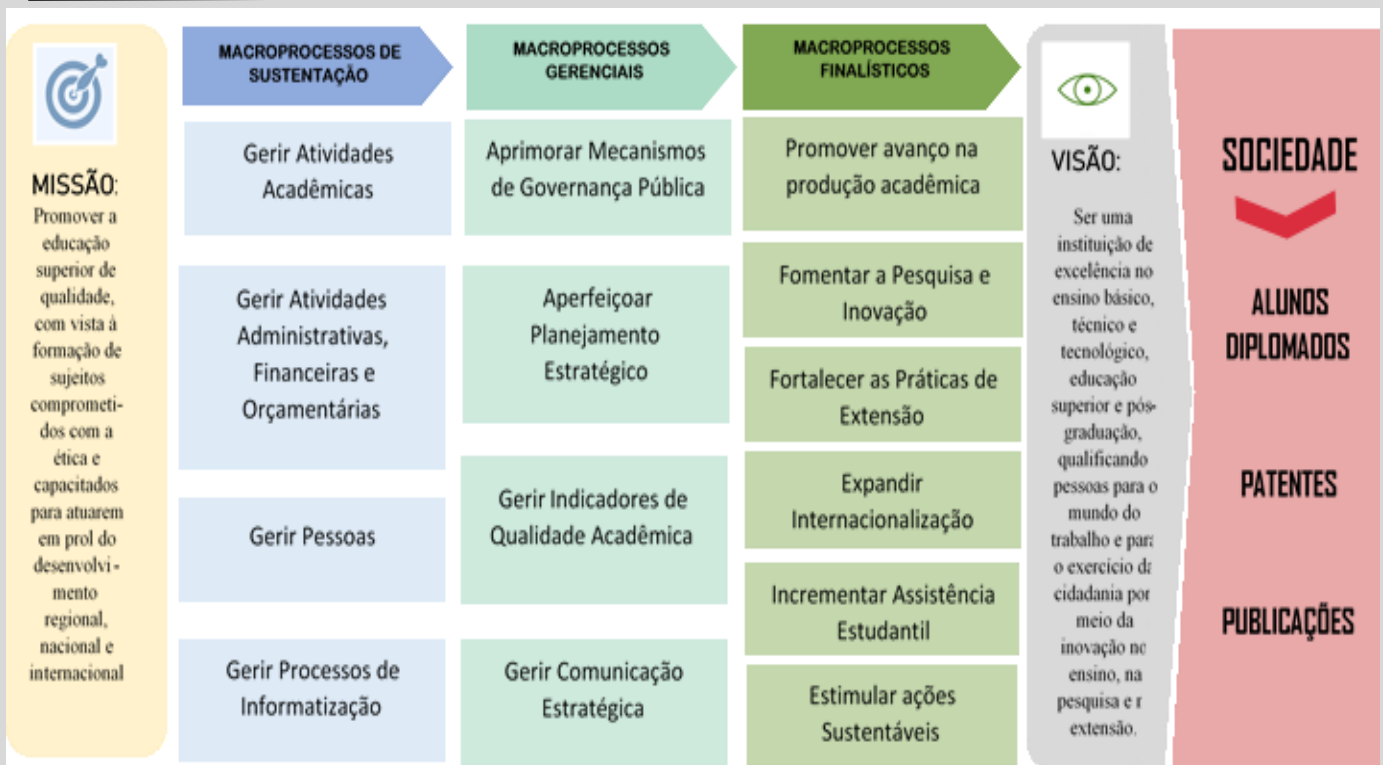 MISSÃO:
Promover a
educação
superior de
qualidade,
com vista à
formação de
sujeitos
comprometi-
dos com a
ética e
capacitados
para atuarem
em prol do
desenvolvi-
mento
regional,
nacional e
internacional
MACROPROCESSOS DE
SUSTENTAÇÃO
Gerir Atividades
Acadêmicas
Gerir Atividades
Administrativas,
Financeiras e
Orçamentárias
Gerir Pessoas
Gerir Processos de
Informatização
MACROPROCESSOS
GERENCIAIS
Aprimorar Mecanismos
de Governança Pública
Aperfeiçoar
Planejamento
Estratégico
Gerir Indicadores de
Qualidade Acadêmica
Gerir Comunicação
Estratégica
MACROPROCESSOS
FINALÍSTICOS
Promover avanço na
produção acadêmica
Fomentar a Pesquisa e
Inovação
Fortalecer as Práticas de
Extensão
Expandir
Internacionalização
Incrementar Assistência
Estudantil
Estimular ações
Sustentáveis
VISÃO:
Ser uma
instituição de
excelência no
ensino básico,
técnico e
tecnológico,
educação
superior e pós-
graduação,
qualificando
pessoas para o
mundo do
trabalho e para
o exercício da
cidadania por
meio da
inovação no
ensino, na
pesquisa e
extensão.
SOCIEDADE
ALUNOS
DIPLOMADOS
PATENTES
PUBLICAÇÕES